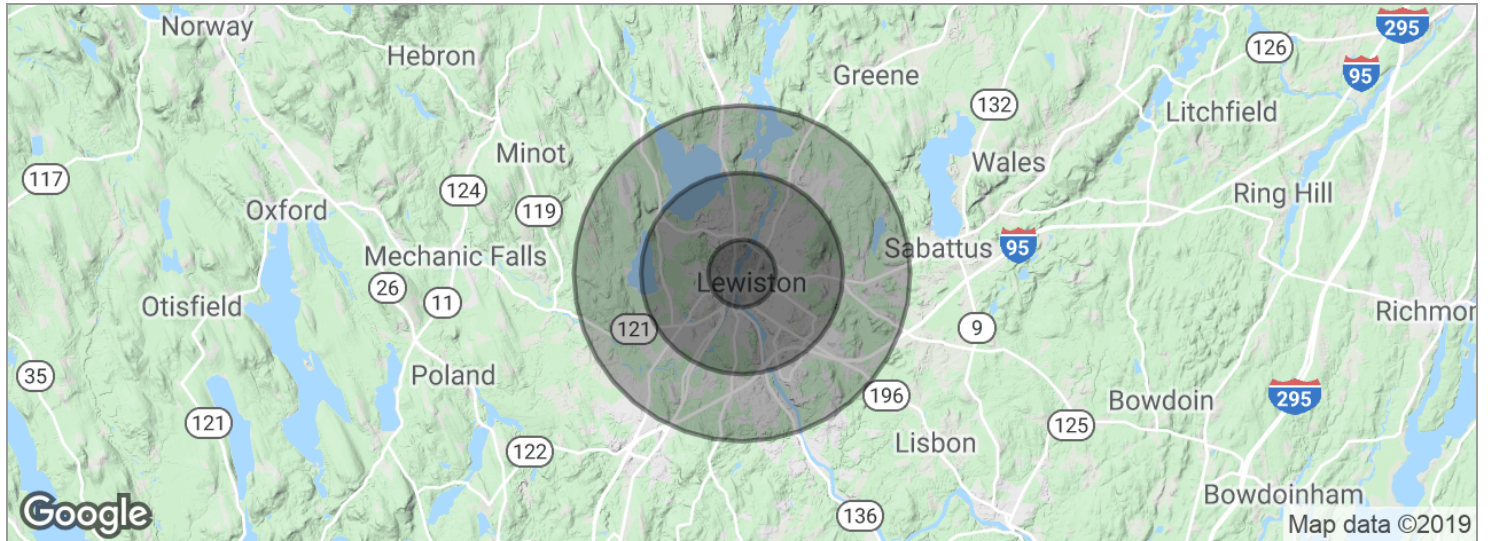 Norway
295
126
Hebron
95
Greene
132
Litchfield
Minot
Wales
117
124
Ring Hill
119
Oxford
Sabattus
95
Mechanic Falls
Lewiston
26
11
Otisfield
Richmor
121
9
35
Poland
196
295
Bowdoin
121
125
Lisbon
122
Bowdoinham
Google
136
Map data ©2019